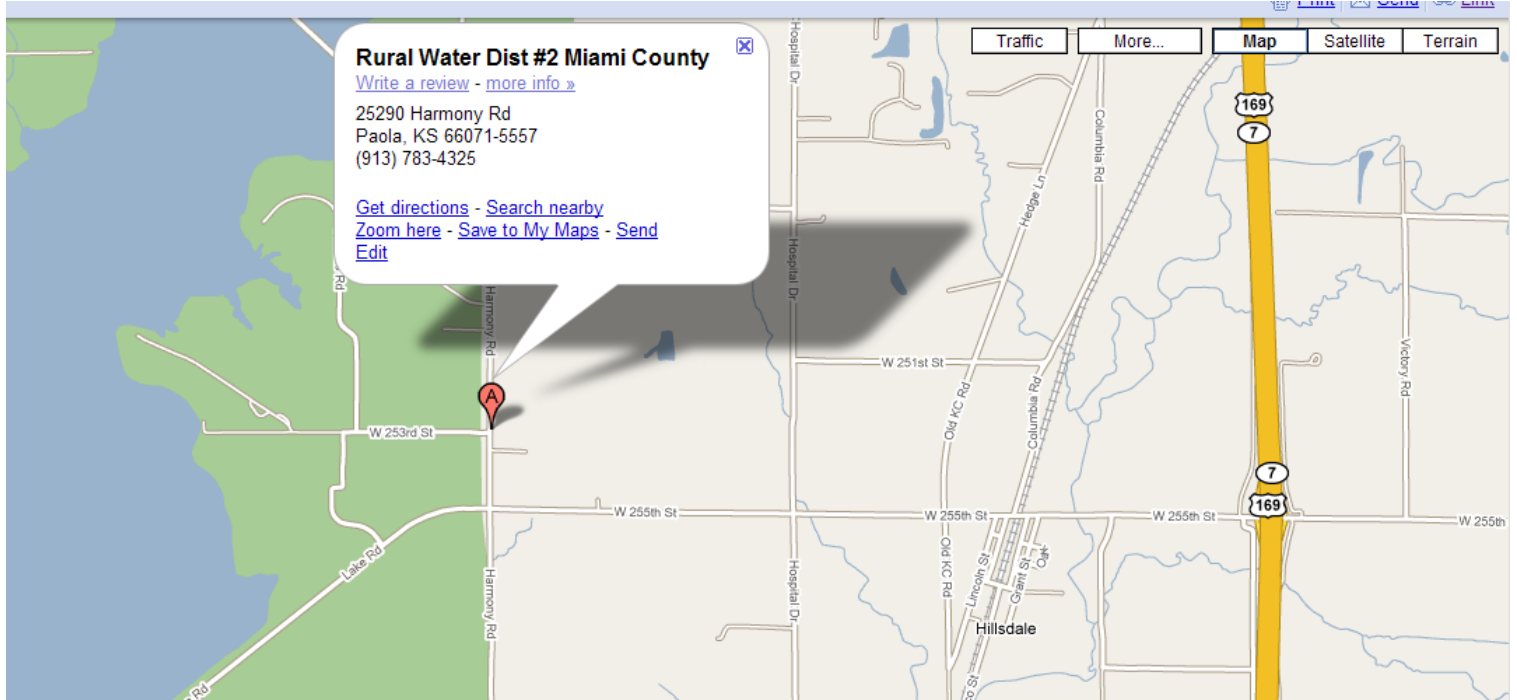 Print Send Link
Traffic More... Map Satellite Terrain
Rural Water Dist #2 Miami County
Write a review - more info »
25290 Harmony Rd
Paola, KS 66071-5557
(913) 783-4325
Get directions - Search nearby
Zoom here - Save to My Maps - Send
Edit
Hospital Dr
169
7
Columbia Rd
Hedge Ln
Hospital Dr
Rd
Harmony Rd
W 251st St
Victory Rd
Old KC Rd
Columbia Rd
A
W 253rd St
7
169
W 255th St
W 255th St
W 255th St
W 255th
Lake Rd
Harmony Rd
Hospital Dr
Old KC Rd
Lincoln St
Grant St
Oak
Hillsdale
Rd
St